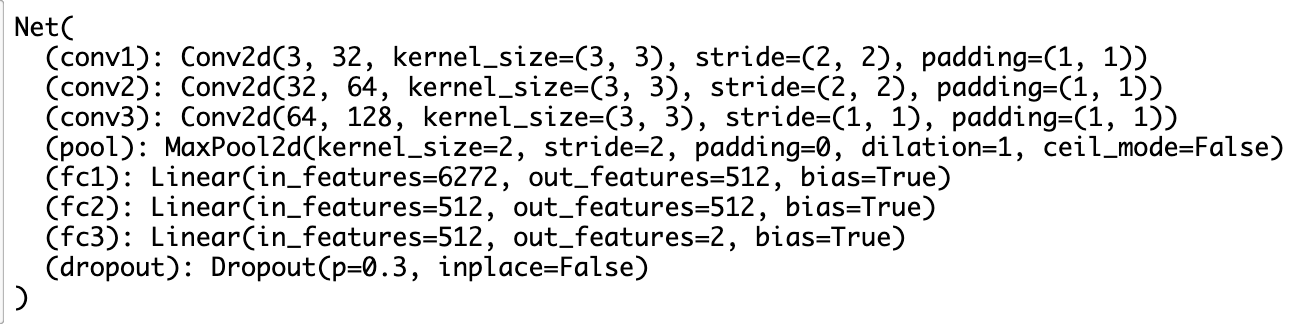 Net(
  (conv1): Conv2d(3, 32, kernel_size=(3, 3), stride=(2, 2), padding=(1, 1))
  (conv2): Conv2d(32, 64, kernel_size=(3, 3), stride=(2, 2), padding=(1, 1))
  (conv3): Conv2d(64, 128, kernel_size=(3, 3), stride=(1, 1), padding=(1, 1))
  (pool): MaxPool2d(kernel_size=2, stride=2, padding=0, dilation=1, ceil_mode=False)
  (fc1): Linear(in_features=6272, out_features=512, bias=True)
  (fc2): Linear(in_features=512, out_features=512, bias=True)
  (fc3): Linear(in_features=512, out_features=2, bias=True)
  (dropout): Dropout(p=0.3, inplace=False)
)